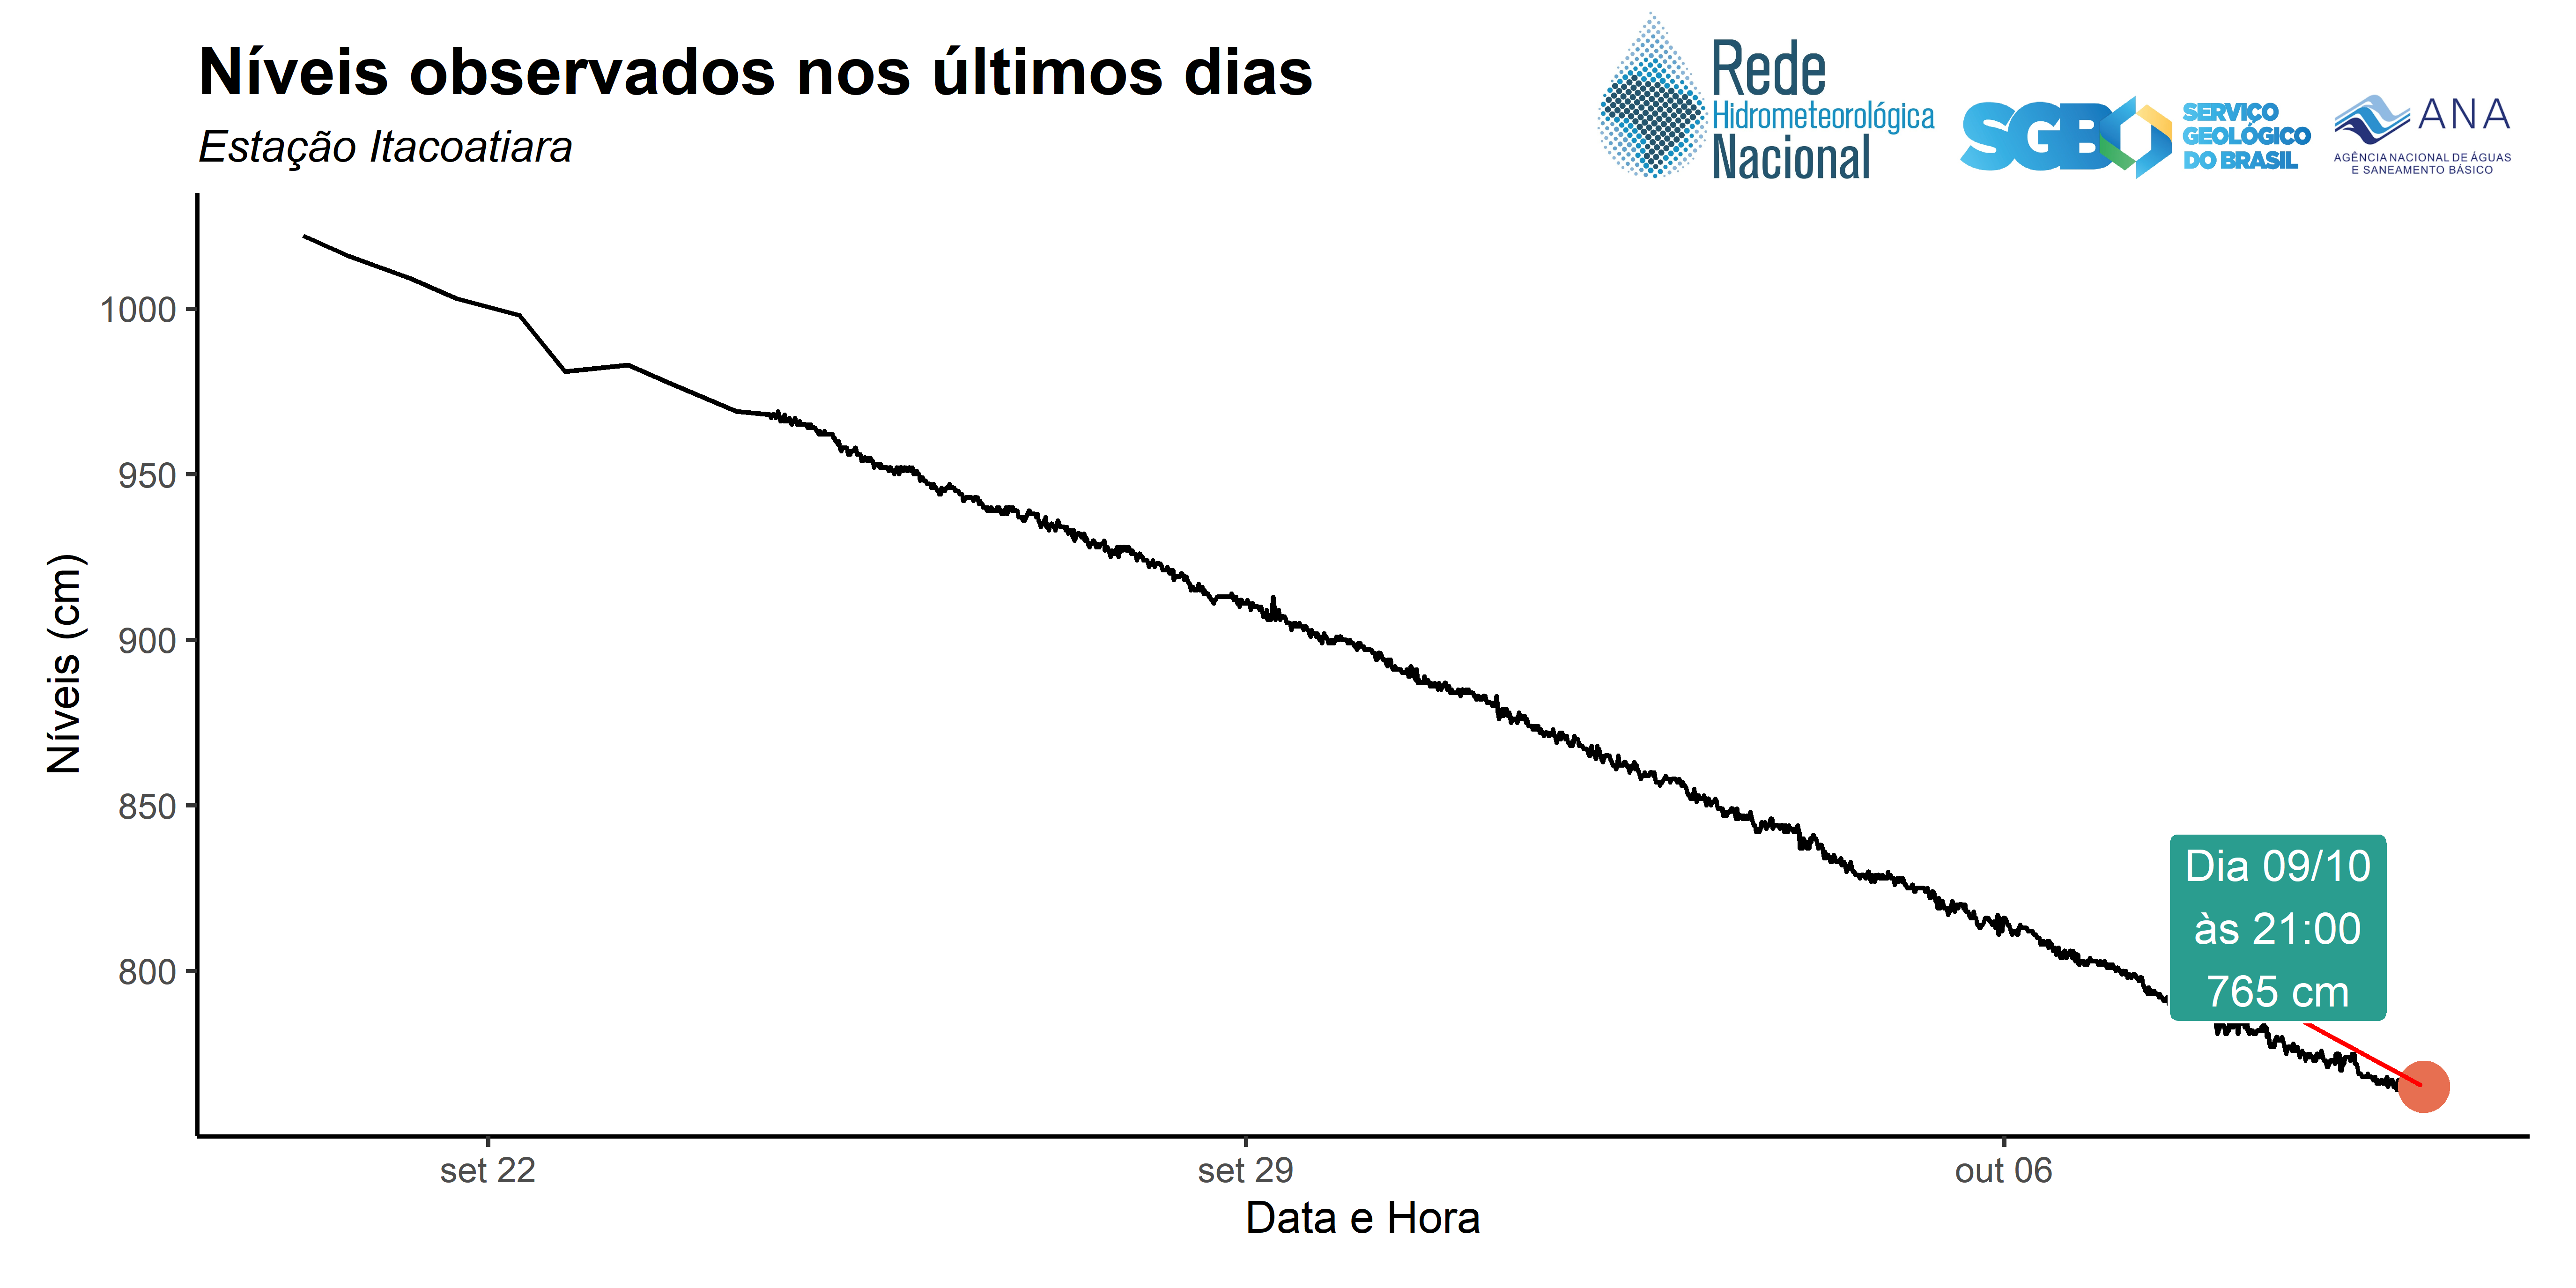 Níveis observados nos últimos dias
Estação Itacoatiara
Rede
Hidrometeorológica
Nacional
SGB
SERVIÇO
GEOLÓGICO
DO BRASIL
ANA
AGÊNCIA NACIONAL DE ÁGUAS
E SANEAMENTO BÁSICO
Níveis (cm)
1000
950
900
850
800
Dia 09/10
às 21:00
765 cm
set 22
set 29
out 06
Data e Hora